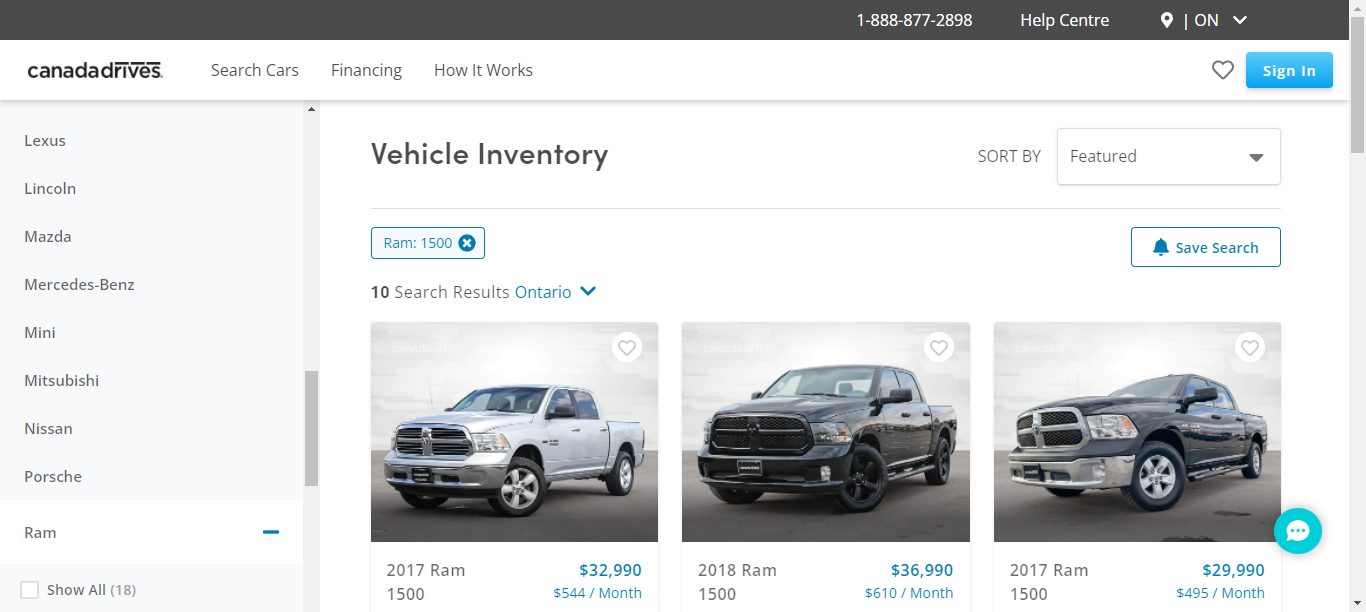 1-888-877-2898 Help Centre | ON
canadadrives Search Cars Financing How It Works Sign In
Lexus
Lincoln
Mazda
Mercedes-Benz
Mini
Mitsubishi
Nissan
Porsche
Ram
Show All (18)
Vehicle Inventory SORT BY Featured
Ram: 1500 Save Search
10 Search Results Ontario
canadadrives canadadrives canadadrives
2017 Ram $32,990 2018 Ram $36,990 2017 Ram $29,990
1500 $544 / Month 1500 $610 / Month 1500 $495 / Month